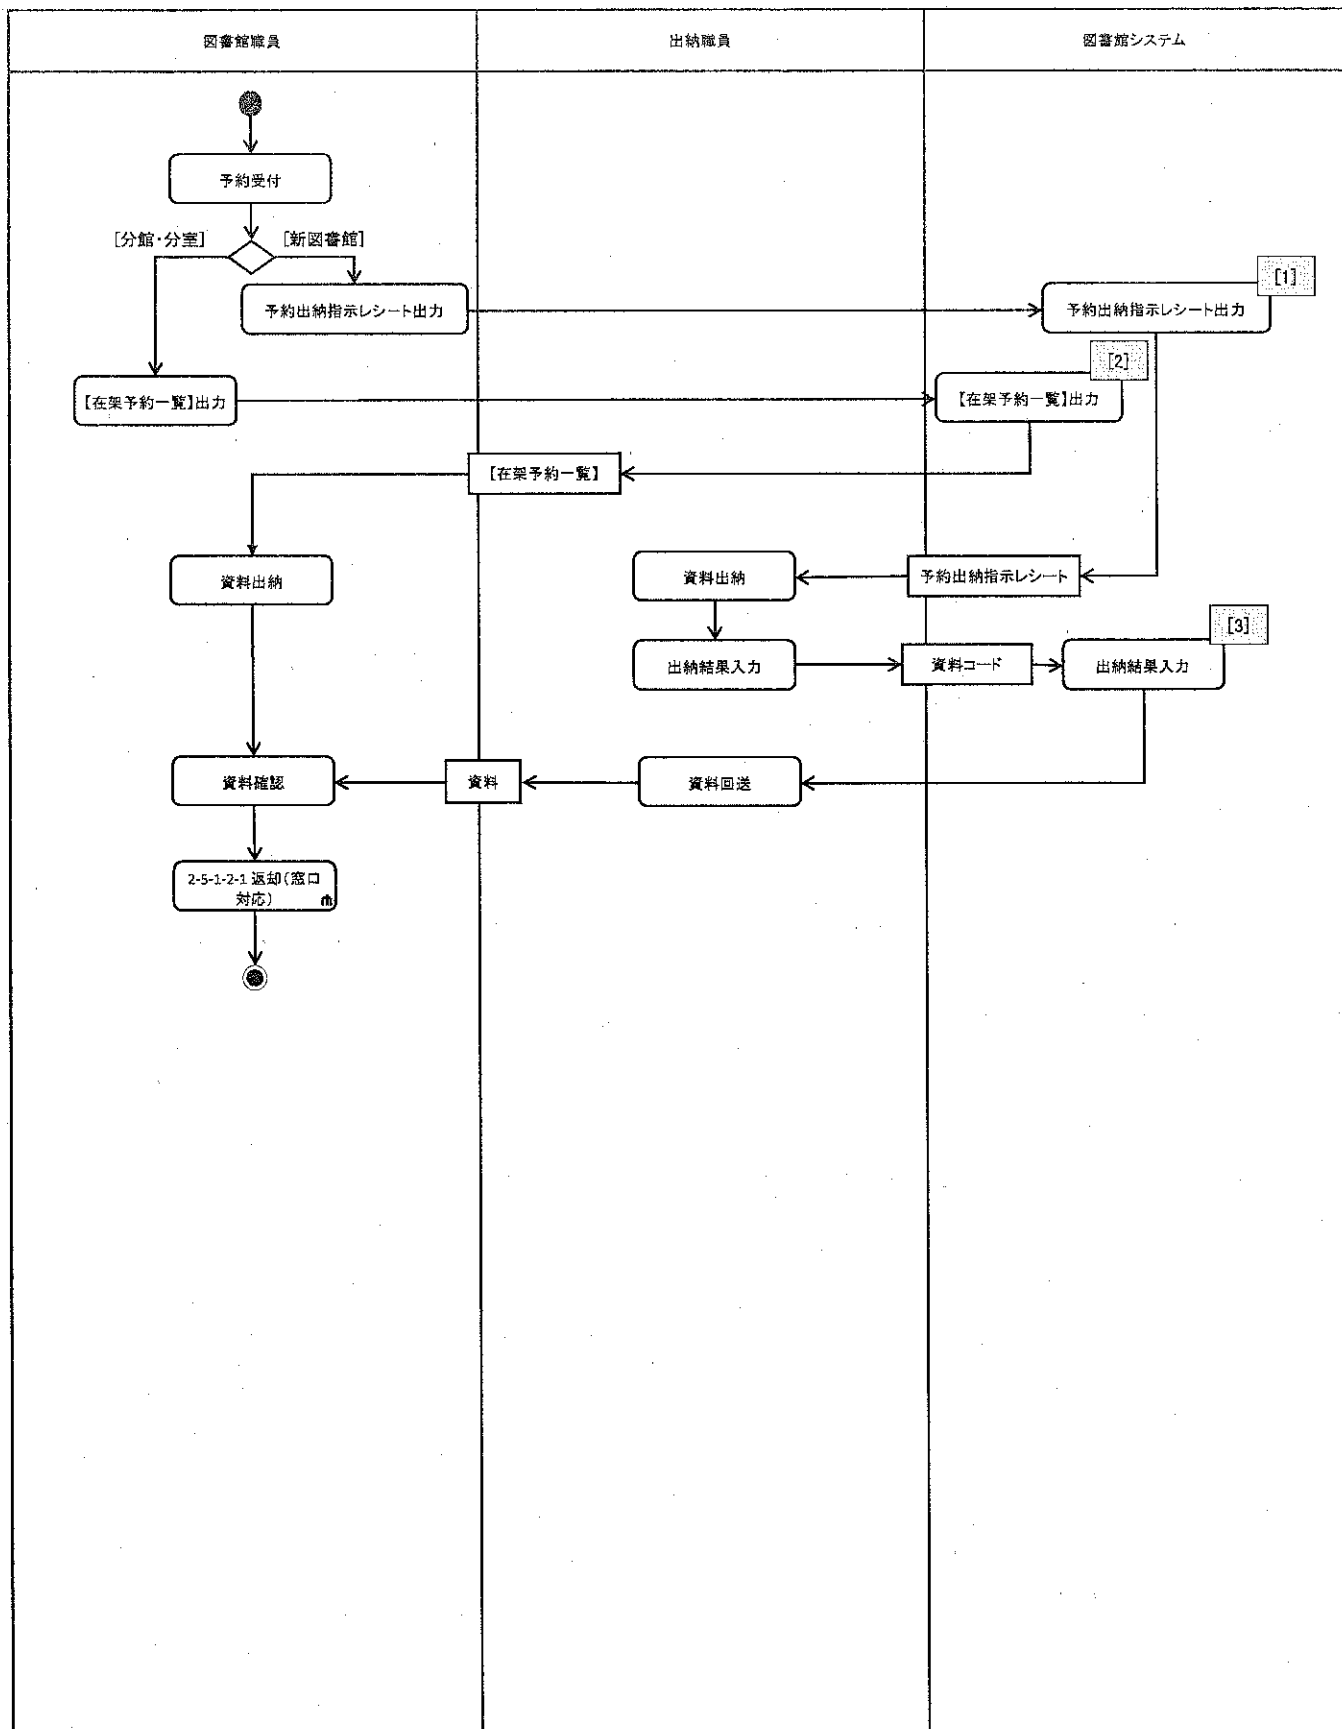 図書館職員
出納職員
図書館システム
予約受付
[分館・分室]
[新図書館]
予約出納指示レシート出力
[1]
予約出納指示レシート出力
[2]
【在架予約一覧】出力
【在架予約一覧】出力
【在架予約一覧】
資料出納
資料出納
予約出納指示レシート
[3]
出納結果入力
資料コード
出納結果入力
資料確認
資料
資料回送
2-5-1-2-1 返却(窓口
対応)